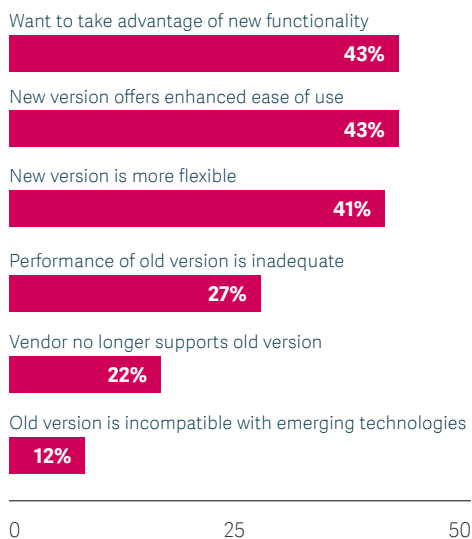 Want to take advantage of new functionality
43%
New version offers enhanced ease of use
43%
New version is more flexible
41%
Performance of old version is inadequate
27%
Vendor no longer supports old version
22%
Old version is incompatible with emerging technologies
12%
0 25 50